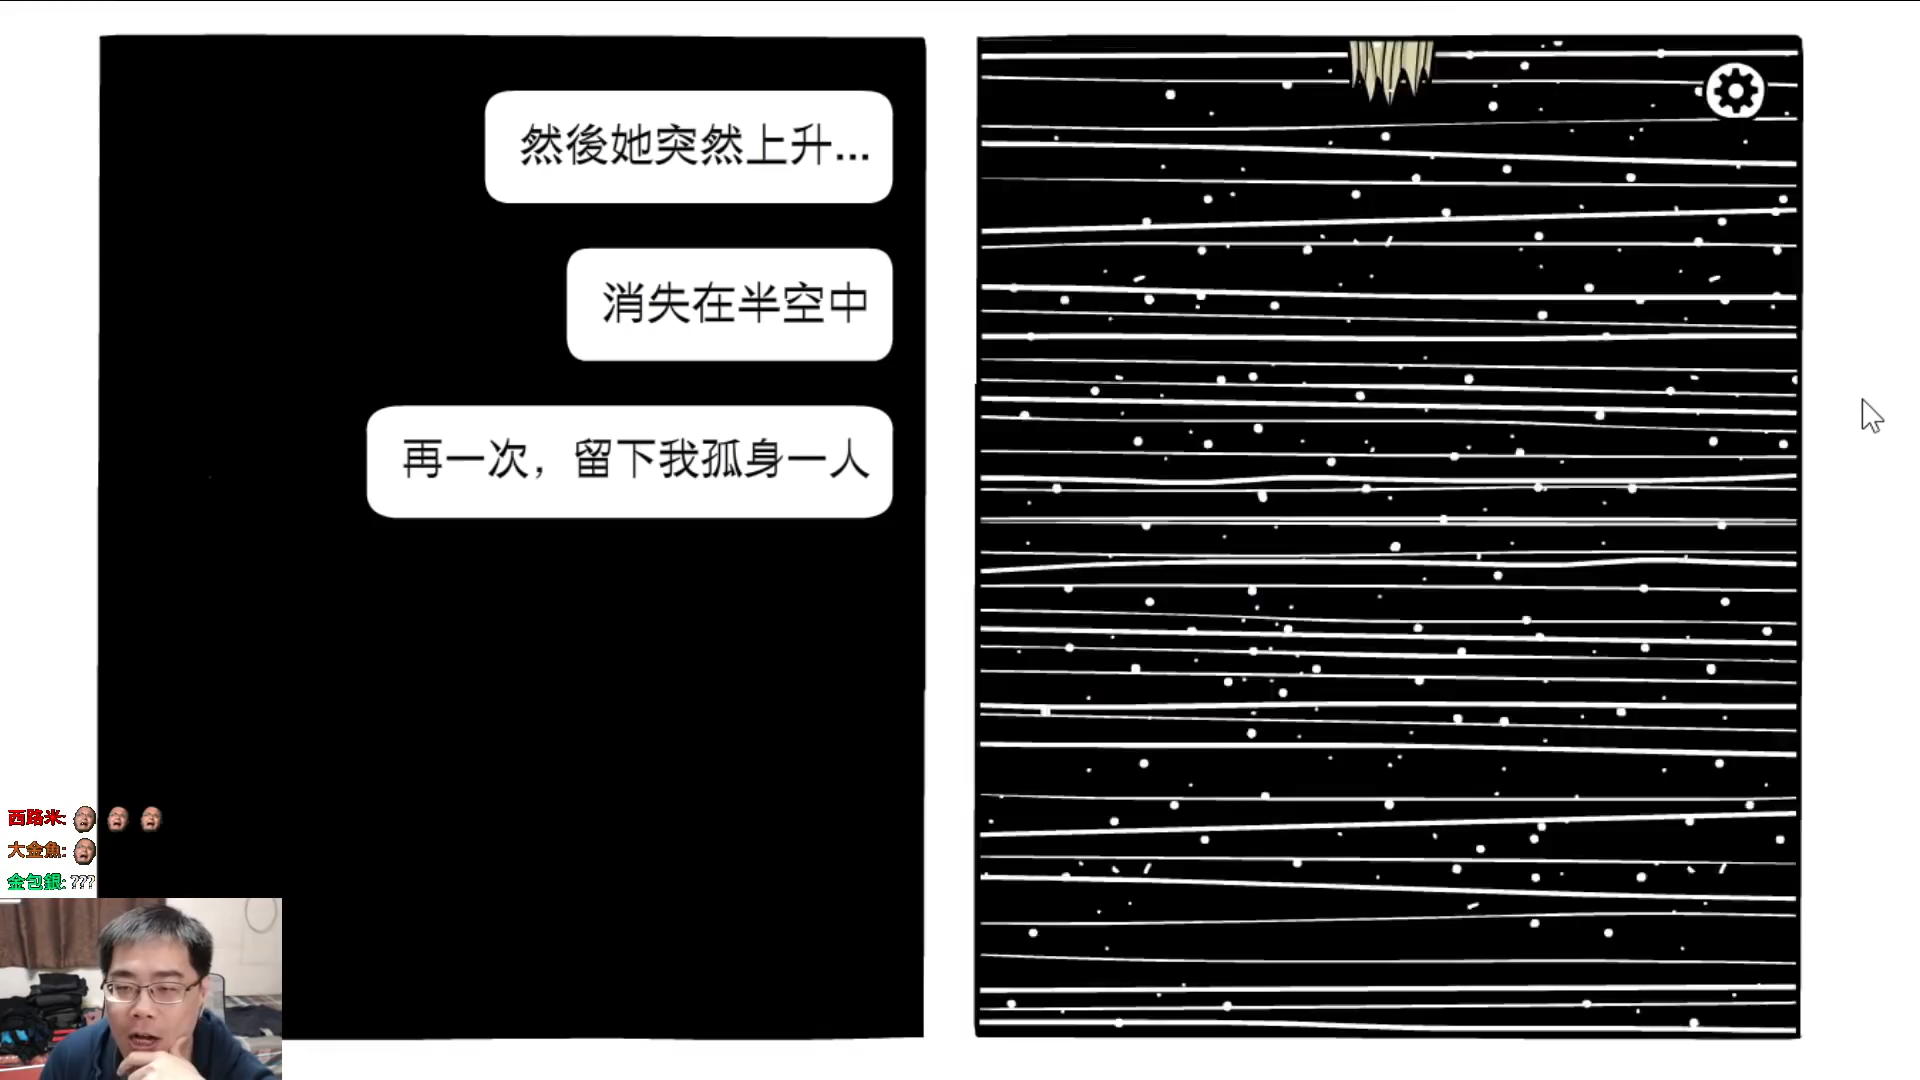 然後她突然上升...
消失在半空中
再一次，留下我孤身一人
西路米:
大金魚:
金包銀: ???